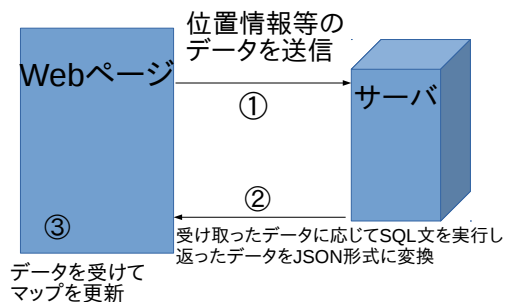 位置情報等の
データを送信
Webページ
サーバ
①
②
③
受け取ったデータに応じてSQL文を実行し
返ったデータをJSON形式に変換
データを受けて
マップを更新